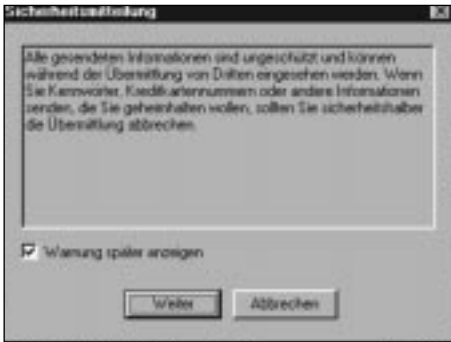 Sicherheitsmitteilung
Alle gesendeten Informationen sind ungeschützt und können
während der Übermittlung von Dritten eingesehen werden. Wenn
Sie Kennwörter, Kreditkartennummern oder andere Informationen
senden, die Sie geheimhalten wollen, sollten Sie sicherheitshalber
die Übermittlung abbrechen.
Warnung später anzeigen
Weiter
Abbrechen